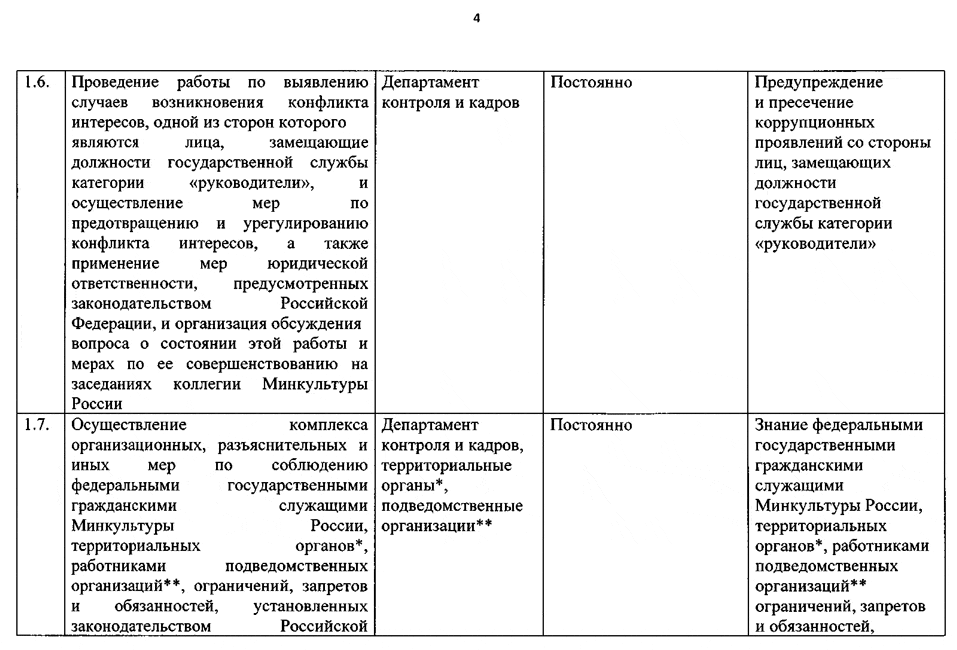 4
1.6.
Проведение работы по выявлению
случаев возникновения конфликта
интересов, одной из сторон которого
являются лица, замещающие
должности государственной службы
категории «руководители», и
осуществление мер по
предотвращению и урегулированию
конфликта интересов, а также
применение мер юридической
ответственности, предусмотренных
законодательством Российской
Федерации, и организация обсуждения
вопроса о состоянии этой работы и
мерах по ее совершенствованию на
заседаниях коллегии Минкультуры
России
Департамент
контроля и кадров
Постоянно
Предупреждение
и пресечение
коррупционных
проявлений со стороны
лиц, замещающих
должности
государственной
службы категории
«руководители»
1.7.
Осуществление комплекса
организационных, разъяснительных и
иных мер по соблюдению
федеральными государственными
гражданскими служащими
Минкультуры России,
территориальных органов*,
работниками подведомственных
организаций**, ограничений, запретов
и обязанностей, установленных
законодательством Российской
Департамент
контроля и кадров,
территориальные
органы*,
подведомственные
организации**
Постоянно
Знание федеральными
государственными
гражданскими
служащими
Минкультуры России,
территориальных
органов*, работниками
подведомственных
организаций**
ограничений, запретов
и обязанностей,